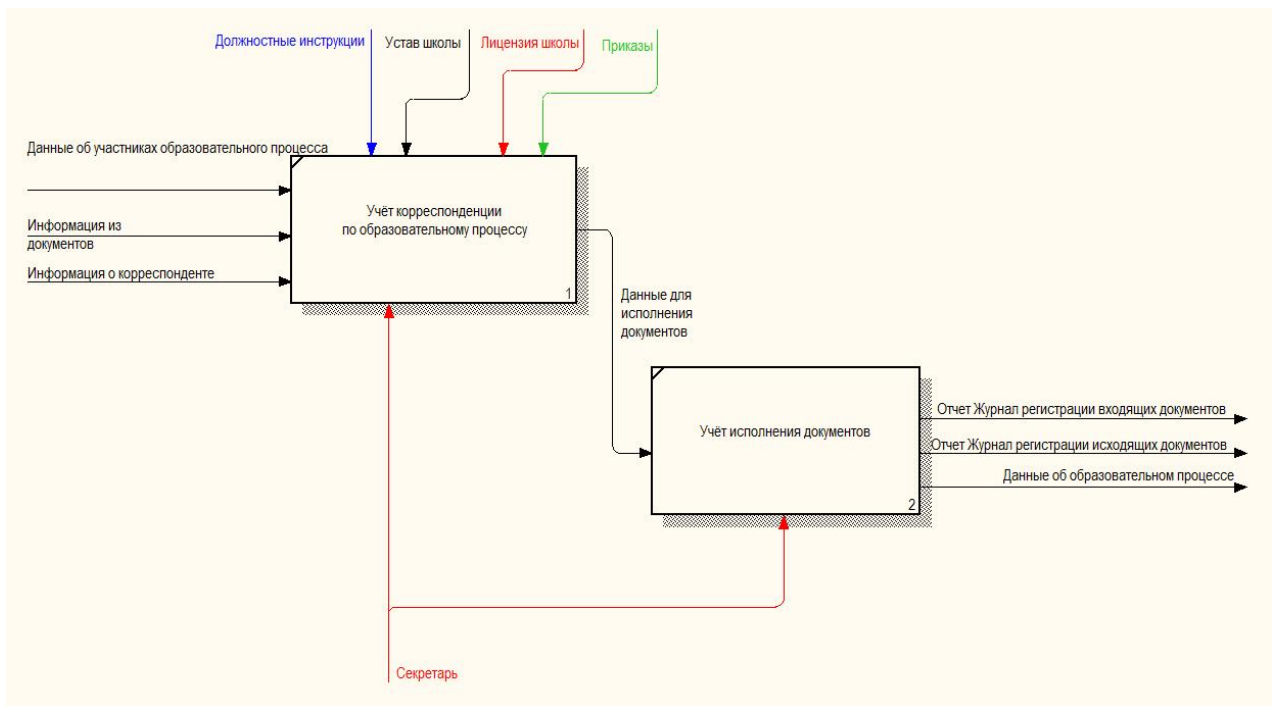 Должностные инструкции
Устав школы
Лицензия школы
Приказы
Данные об участниках образовательного процесса
Учёт корреспонденции
по образовательному процессу
Информация из
документов
Информация о корреспонденте
1
Данные для
исполнения
документов
Учёт исполнения документов
Отчет Журнал регистрации входящих документов
Отчет Журнал регистрации исходящих документов
Данные об образовательном процессе
2
Секретарь